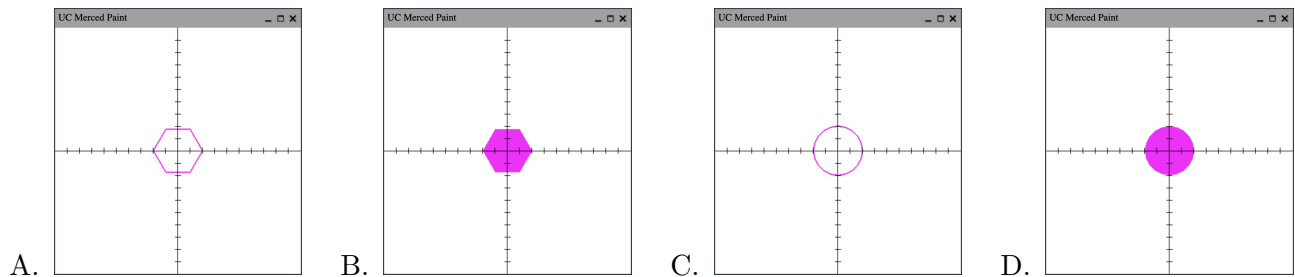 UC Merced Paint
UC Merced Paint
UC Merced Paint
UC Merced Paint
A.
B.
C.
D.